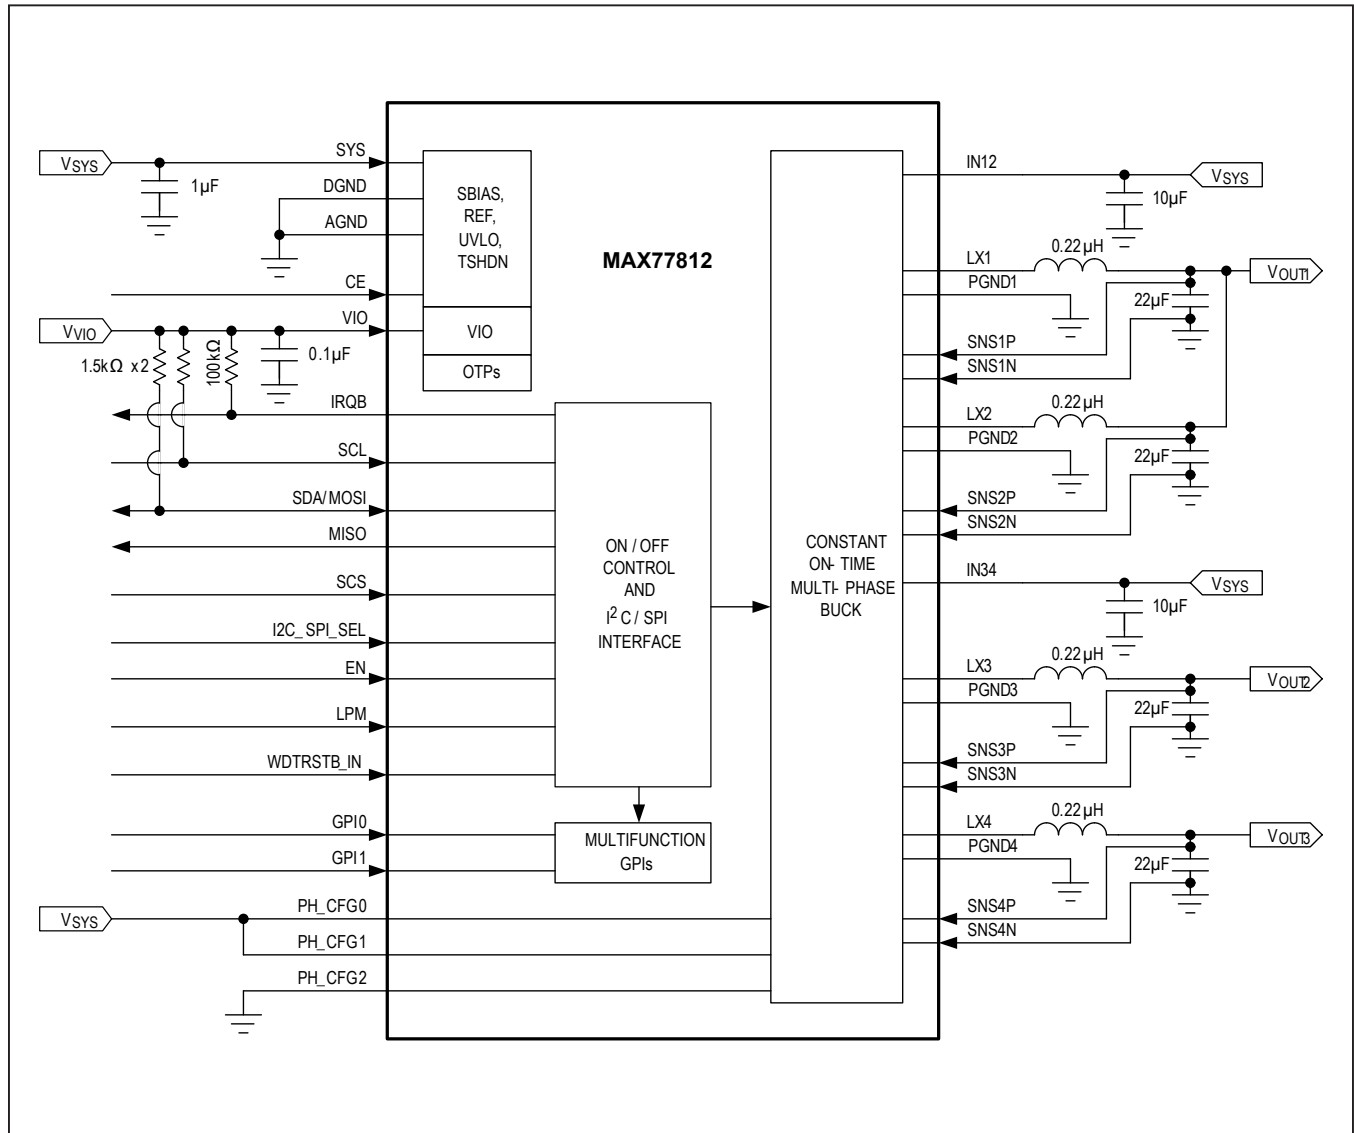 VSYS
1µF
SYS
DGND
AGND
CE
VVIO
VIO
1.5kΩ x2
100kΩ
0.1µF
IRQB
SCL
SDA/MOSI
MISO
SCS
I2C_SPI_SEL
EN
LPM
WDTRSTB_IN
GPI0
GPI1
VSYS
PH_CFG0
PH_CFG1
PH_CFG2
SBIAS,
REF,
UVLO,
TSHDN
VIO
OTPs
MAX77812
ON / OFF
CONTROL
AND
I2C / SPI
INTERFACE
MULTIFUNCTION
GPIs
CONSTANT
ON- TIME
MULTI- PHASE
BUCK
IN12
VSYS
10µF
LX1
0.22µH
PGND1
VOUT1
22µF
SNS1P
SNS1N
LX2
0.22µH
PGND2
22µF
SNS2P
SNS2N
IN34
VSYS
10µF
LX3
0.22µH
PGND3
VOUT2
22µF
SNS3P
SNS3N
LX4
0.22µH
PGND4
VOUT3
22µF
SNS4P
SNS4N